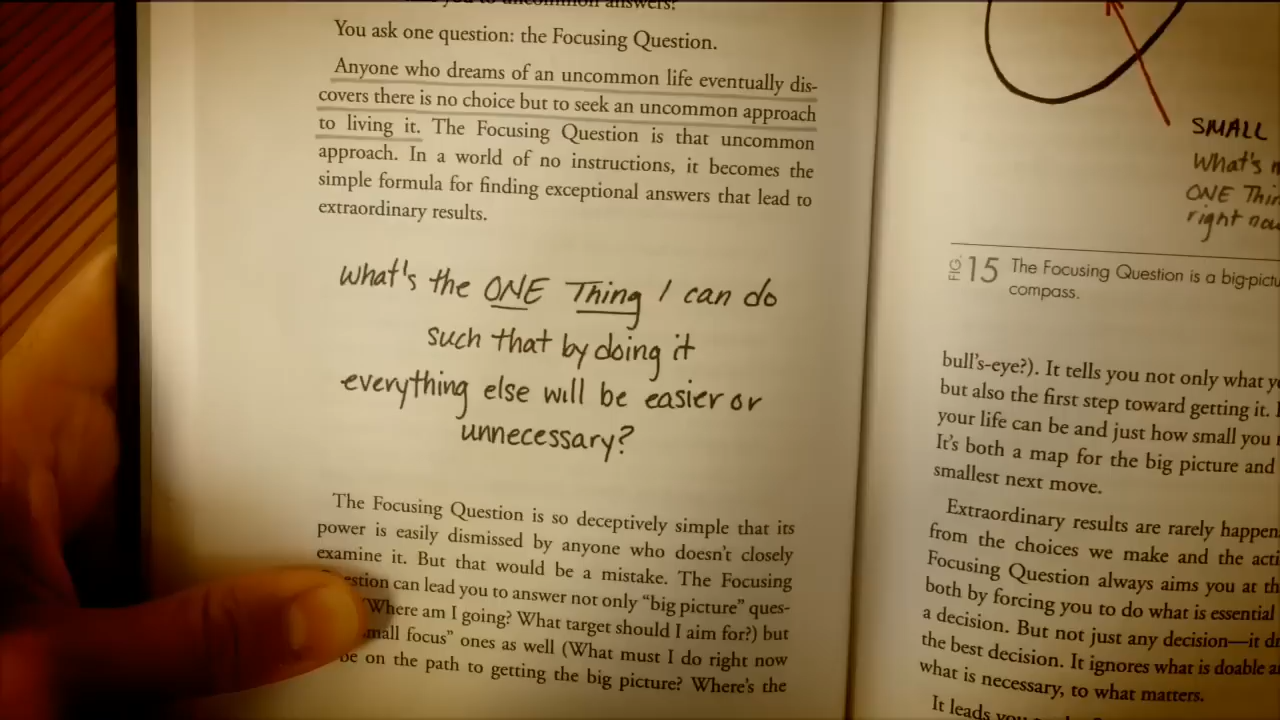 to uncommon answers?
You ask one question: the Focusing Question.
Anyone who dreams of an uncommon life eventually dis-
covers there is no choice but to seek an uncommon approach
to living it. The Focusing Question is that uncommon
approach. In a world of no instructions, it becomes the
simple formula for finding exceptional answers that lead to
extraordinary results.
What's the ONE Thing I can do
such that by doing it
everything else will be easier or
unnecessary?
The Focusing Question is so deceptively simple that its
power is easily dismissed by anyone who doesn't closely
examine it. But that would be a mistake. The Focusing
can lead you to answer not only "big picture" ques-
Where am I going? What target should I aim for?) but
focus" ones as well (What must I do right now
on the path to getting the big picture? Where's the
SMALL
What's
ONE
right
FIG. 15 The Focusing Question is a
compass.
bull's-eye?). It tells you not only what
but also the first step toward getting it.
your life can be and just how small you
It's both a map for the big picture and
smallest next move.
Extraordinary results are rarely
from the choices we make and the
Focusing Question always aims you at
both by forcing you to do what is essential
a decision. But not just any decision—it
the best decision. It ignores what is doable
what is necessary, to what matters.
It leads